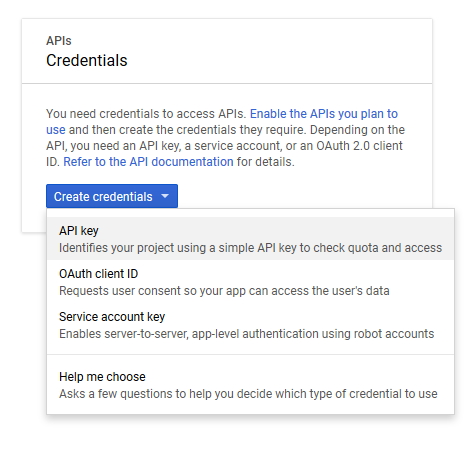 APIs
Credentials
You need credentials to access APIs. Enable the APIs you plan to
use and then create the credentials they require. Depending on the
API, you need an API key, a service account, or an OAuth 2.0 client
ID. Refer to the API documentation for details.
Create credentials
API key
Identifies your project using a simple API key to check quota and access
OAuth client ID
Requests user consent so your app can access the user's data
Service account key
Enables server-to-server, app-level authentication using robot accounts
Help me choose
Asks a few questions to help you decide which type of credential to use